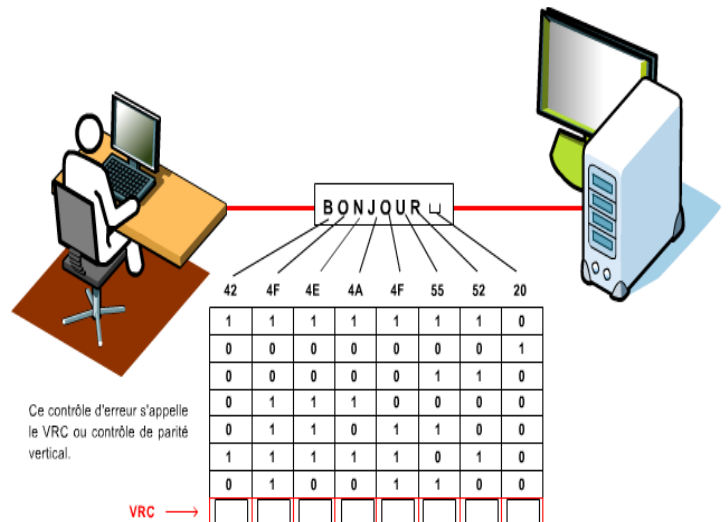 BONJOUR ⊔
42 4F 4E 4A 4F 55 52 20
1 1 1 1 1 1 1 0
0 0 0 0 0 0 0 1
0 0 0 0 0 1 1 0
0 1 1 1 0 0 0 0
0 1 1 0 1 1 0 0
1 1 1 1 1 0 1 0
0 1 0 0 1 1 0 0
Ce contrôle d'erreur s'appelle
le VRC ou contrôle de parité
vertical.
VRC →